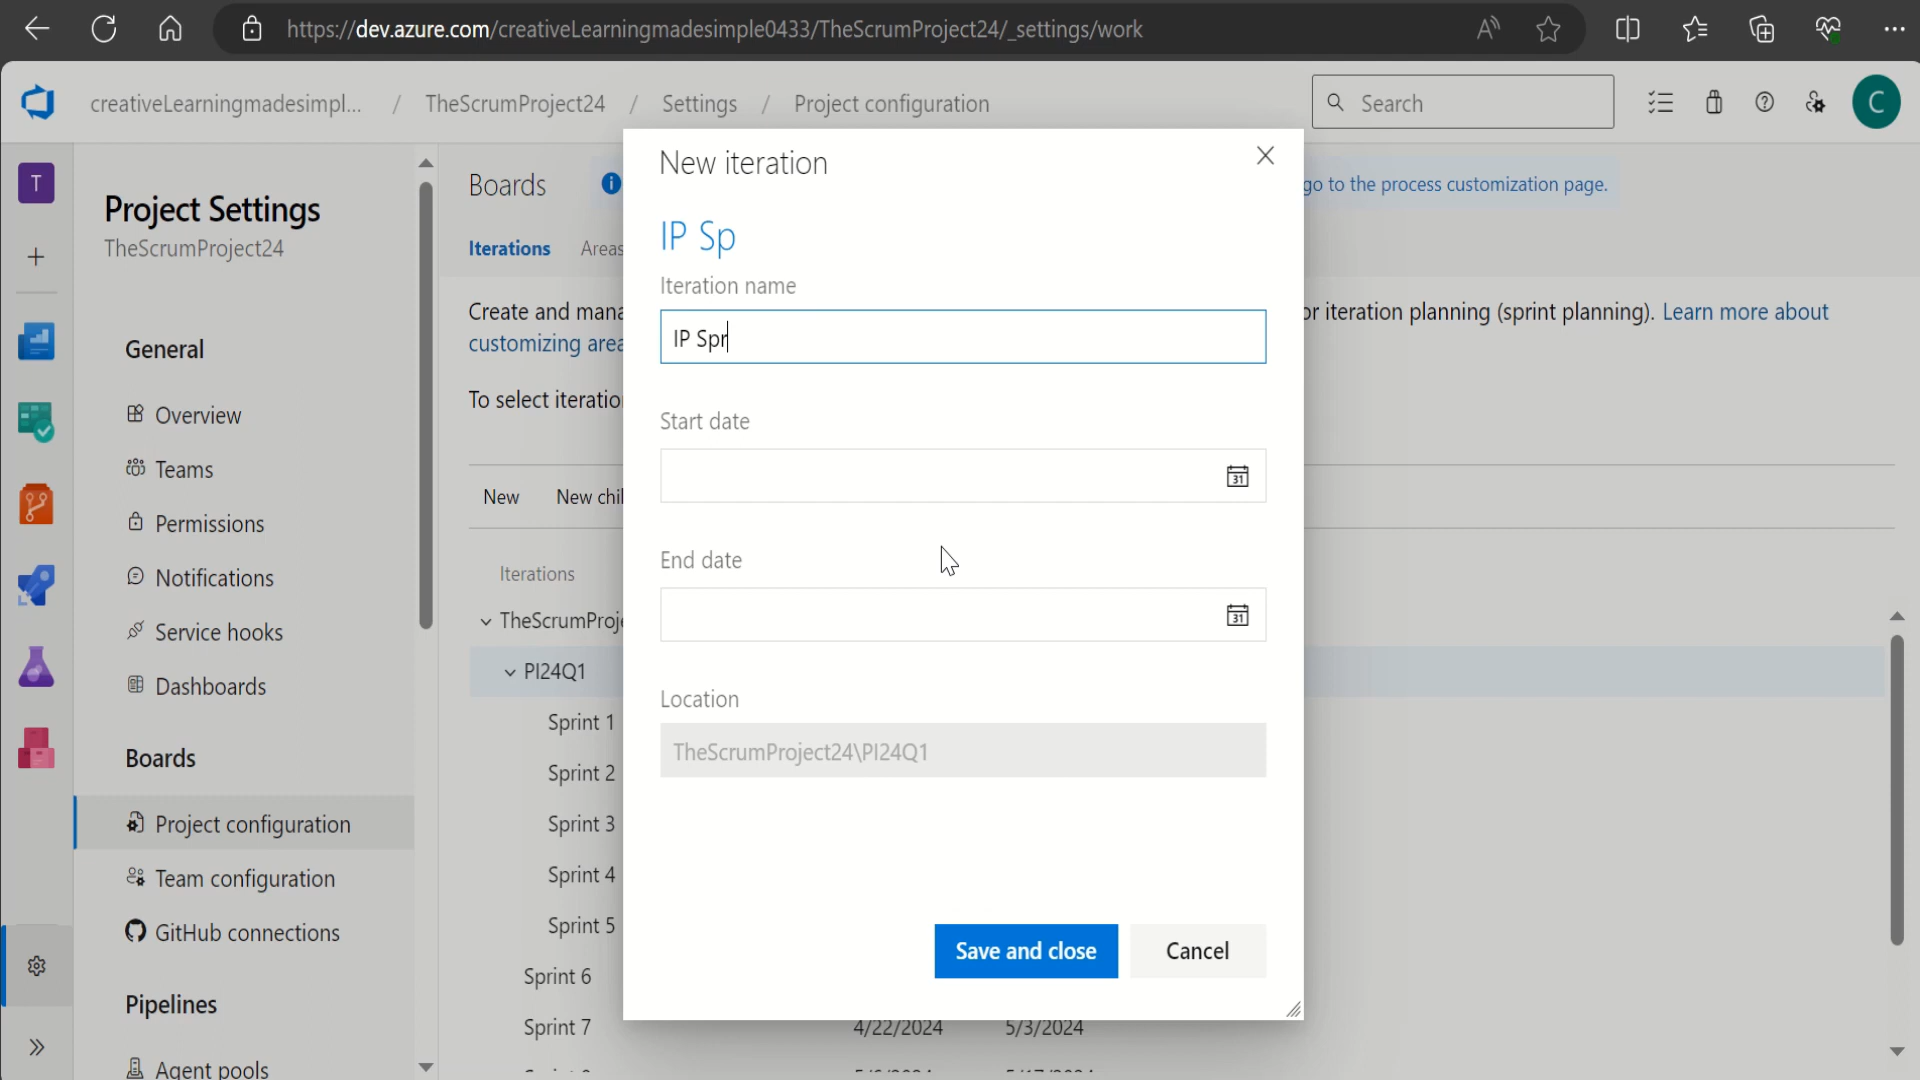 https://dev.azure.com/creativeLearningmadesimple0433/TheScrumProject24/_settings/work
creativeLearningmadesimpl... / TheScrumProject24 / Settings / Project configuration
Search
C
T
Project Settings
TheScrumProject24
General
Overview
Teams
Permissions
Notifications
Service hooks
Dashboards
Boards
Project configuration
Team configuration
GitHub connections
Pipelines
Agent pools
Boards
go to the process customization page.
Iterations Areas
Create and mana
or iteration planning (sprint planning). Learn more about
customizing area
To select iteratio
New New chil
Iterations
TheScrumProje
PI24Q1
Sprint 1
Sprint 2
Sprint 3
Sprint 4
Sprint 5
Sprint 6
Sprint 7 4/22/2024 5/3/2024
New iteration
IP Sp
Iteration name
IP Spr
Start date
31
End date
31
Location
TheScrumProject24\PI24Q1
Save and close
Cancel